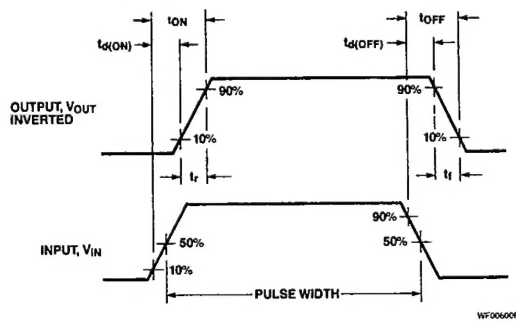 tON
tOFF
td(ON)
td(OFF)
OUTPUT, VOUT
INVERTED
90%
90%
10%
10%
tr
tf
INPUT, VIN
90%
50%
50%
10%
PULSE WIDTH